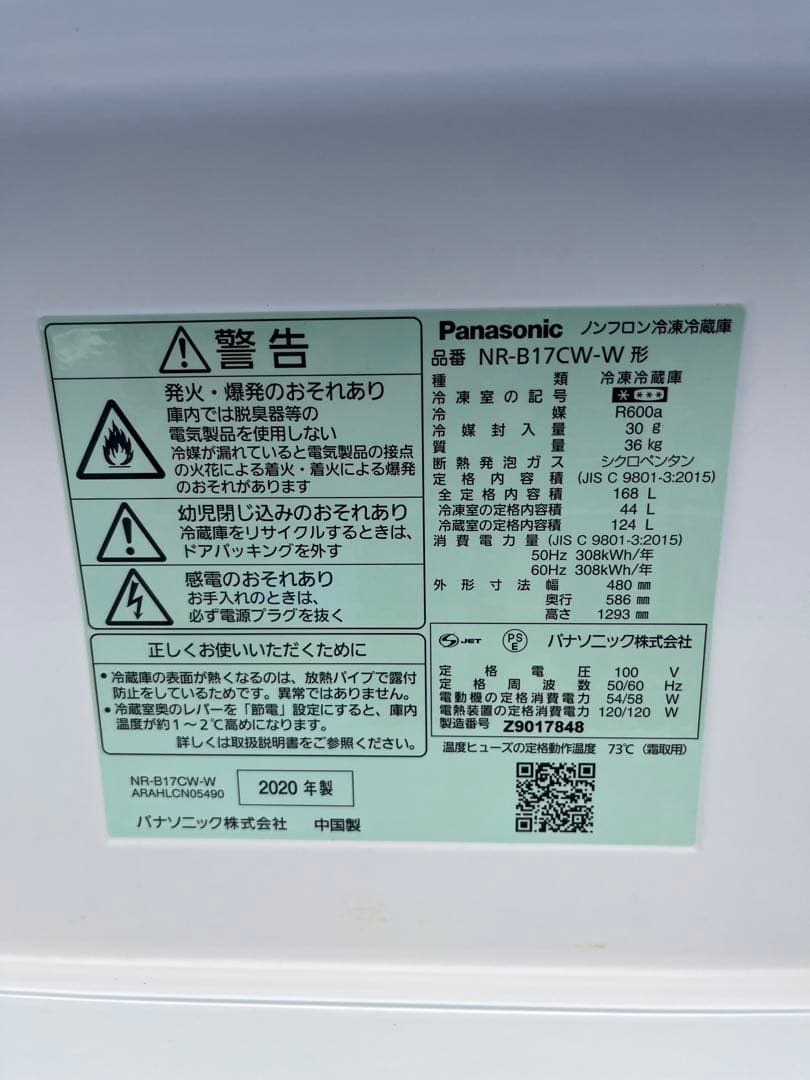 警告
発火・爆発のおそれあり
庫内では脱臭器等の
電気製品を使用しない
冷媒が漏れていると電気製品の接点
の火花による着火・着火による爆発
のおそれがあります
幼児閉じ込みのおそれあり
冷蔵庫をリサイクルするときは、
ドアパッキングを外す
感電のおそれあり
お手入れのときは、
必ず電源プラグを抜く
正しくお使いいただくために
•冷蔵庫の表面が熱くなるのは、放熱パイプで露付
防止をしているためです。異常ではありません。
•冷蔵室奥のレバーを「節電」設定にすると、庫内
温度が約1～2℃高めになります。
詳しくは取扱説明書をご参照ください。
NR-B17CW-W
ARAHLCN05490
2020 年製
パナソニック株式会社 中国製
Panasonic ノンフロン冷凍冷蔵庫
品番 NR-B17CW-W 形
種類 冷凍冷蔵庫
冷凍室の記号 * ***
冷媒 R600a
冷媒封入量 30 g
質量 36 kg
断熱発泡ガス シクロペンタン
定格内容積 (JIS C 9801-3:2015)
全定格内容積 168 L
冷凍室の定格内容積 44 L
冷蔵室の定格内容積 124 L
消費電力量 (JIS C 9801-3:2015)
50Hz 308kWh/年
60Hz 308kWh/年
外形寸法 幅 480 mm
奥行 586 mm
高さ 1293 mm
S JET PS E パナソニック株式会社
定格電圧 100 V
定格周波数 50/60 Hz
電動機の定格消費電力 54/58 W
電熱装置の定格消費電力 120/120 W
製造番号 Z9017848
温度ヒューズの定格動作温度 73℃ (霜取用)